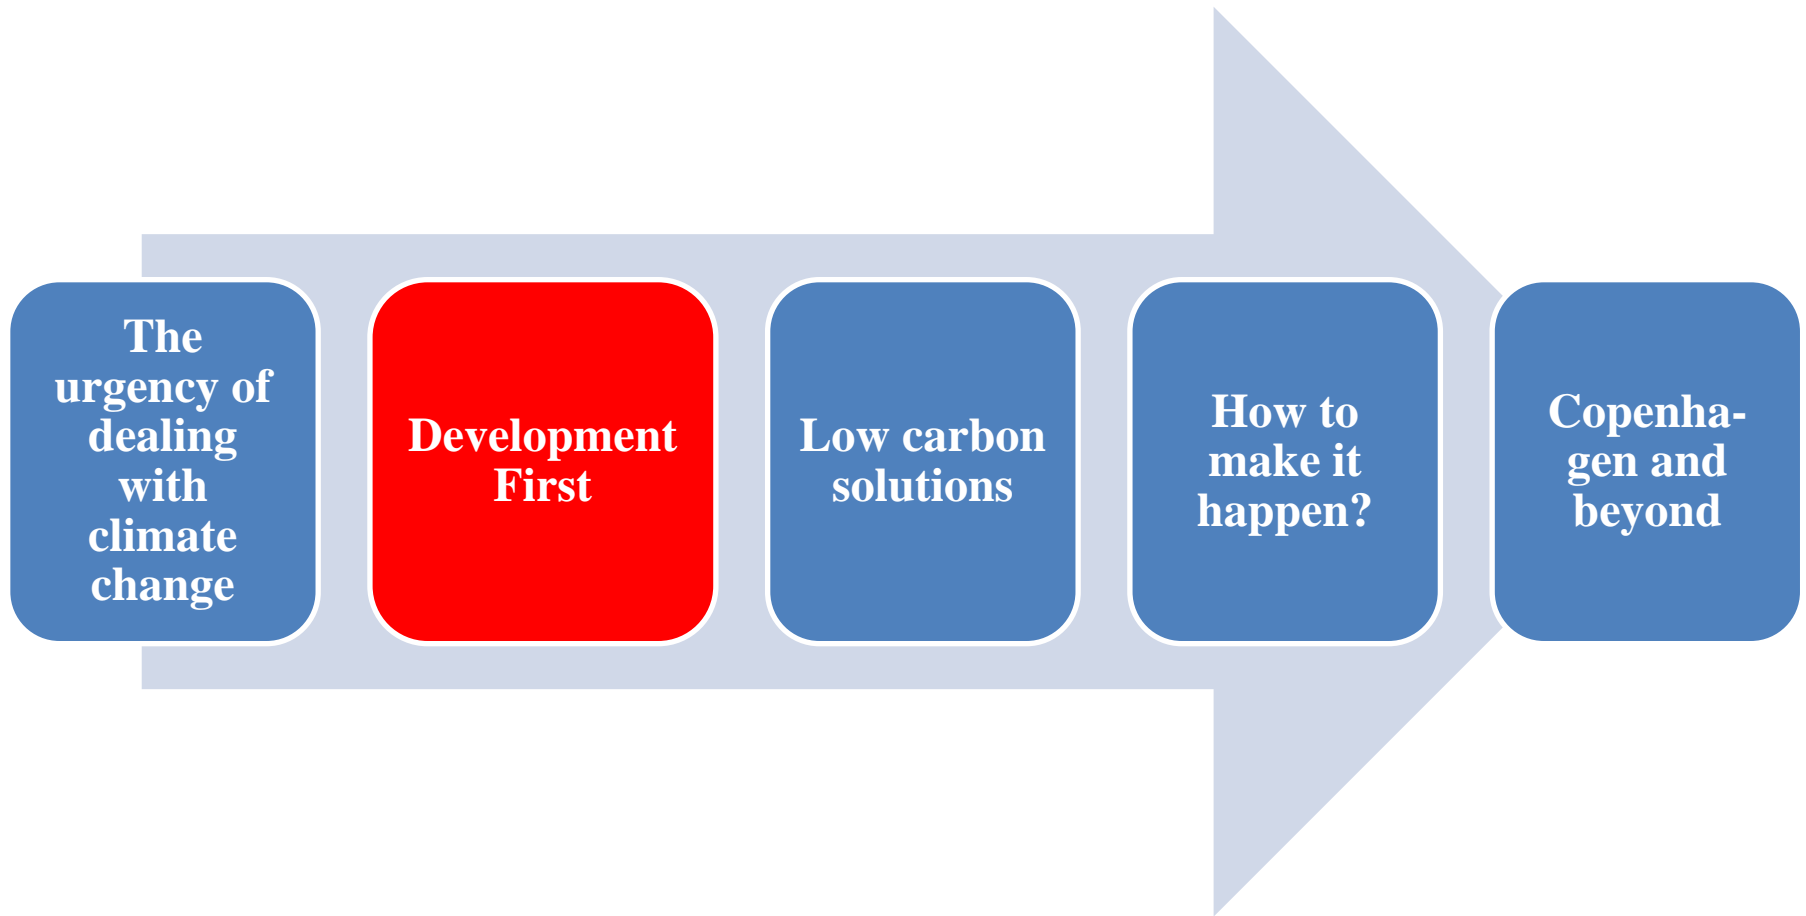 The
urgency of
dealing
with
climate
change
Development
First
Low carbon
solutions
How to
make it
happen?
Copenha-
gen and
beyond